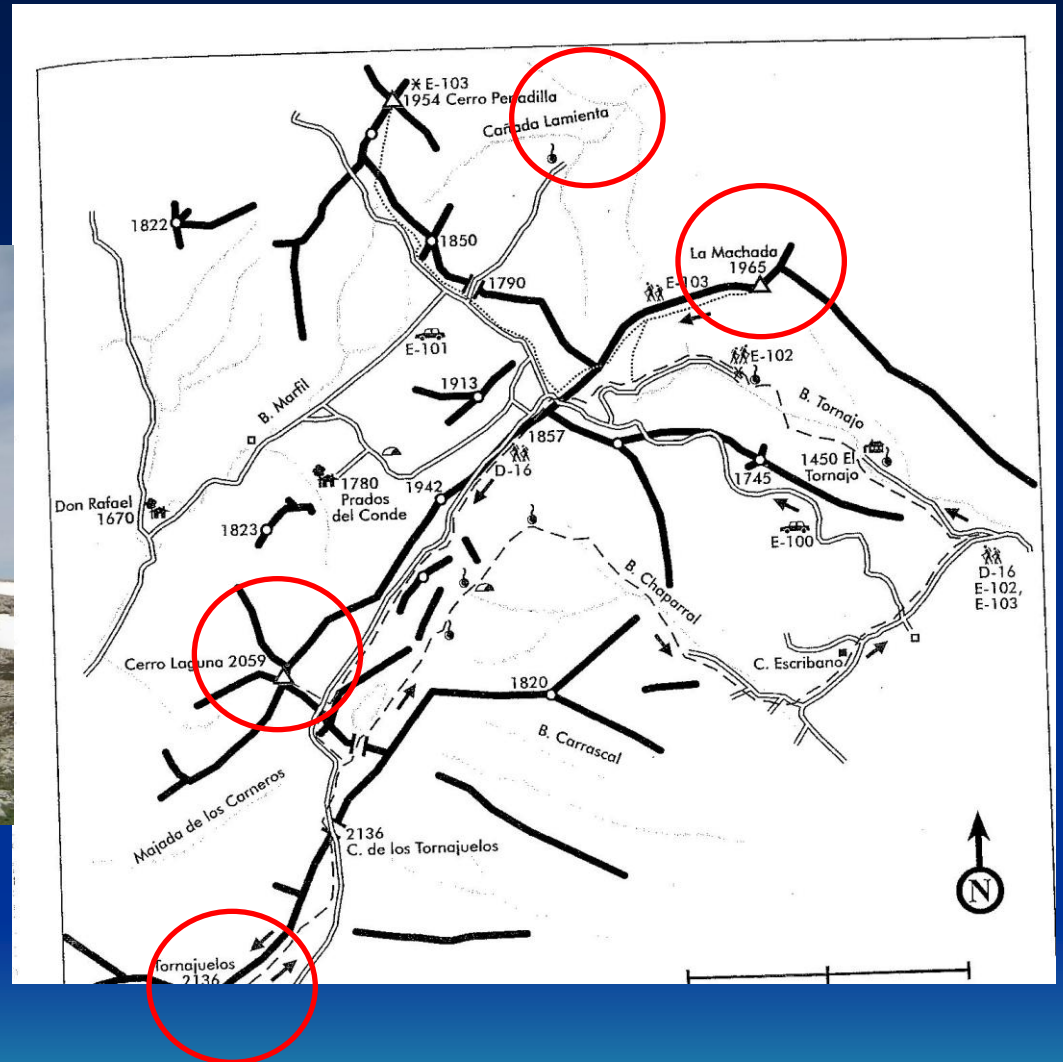 E-103
1954 Cerro Penadilla
Cañada Lamienta
1822
1850
La Machada
1965
1790
E-103
E-101
E-102
1913
B. Marfil
B. Tornajo
1857
D-16
1450 El
Tornajo
1745
1780
Prados
del Conde
1942
Don Rafael
1670
1823
E-100
B. Chaparral
D-16
E-102,
E-103
Cerro Laguna 2059
C. Escribano
1820
B. Carrascal
Majada de los Carneros
2136
C. de los Tornajuelos
N
Tornajuelos
2136